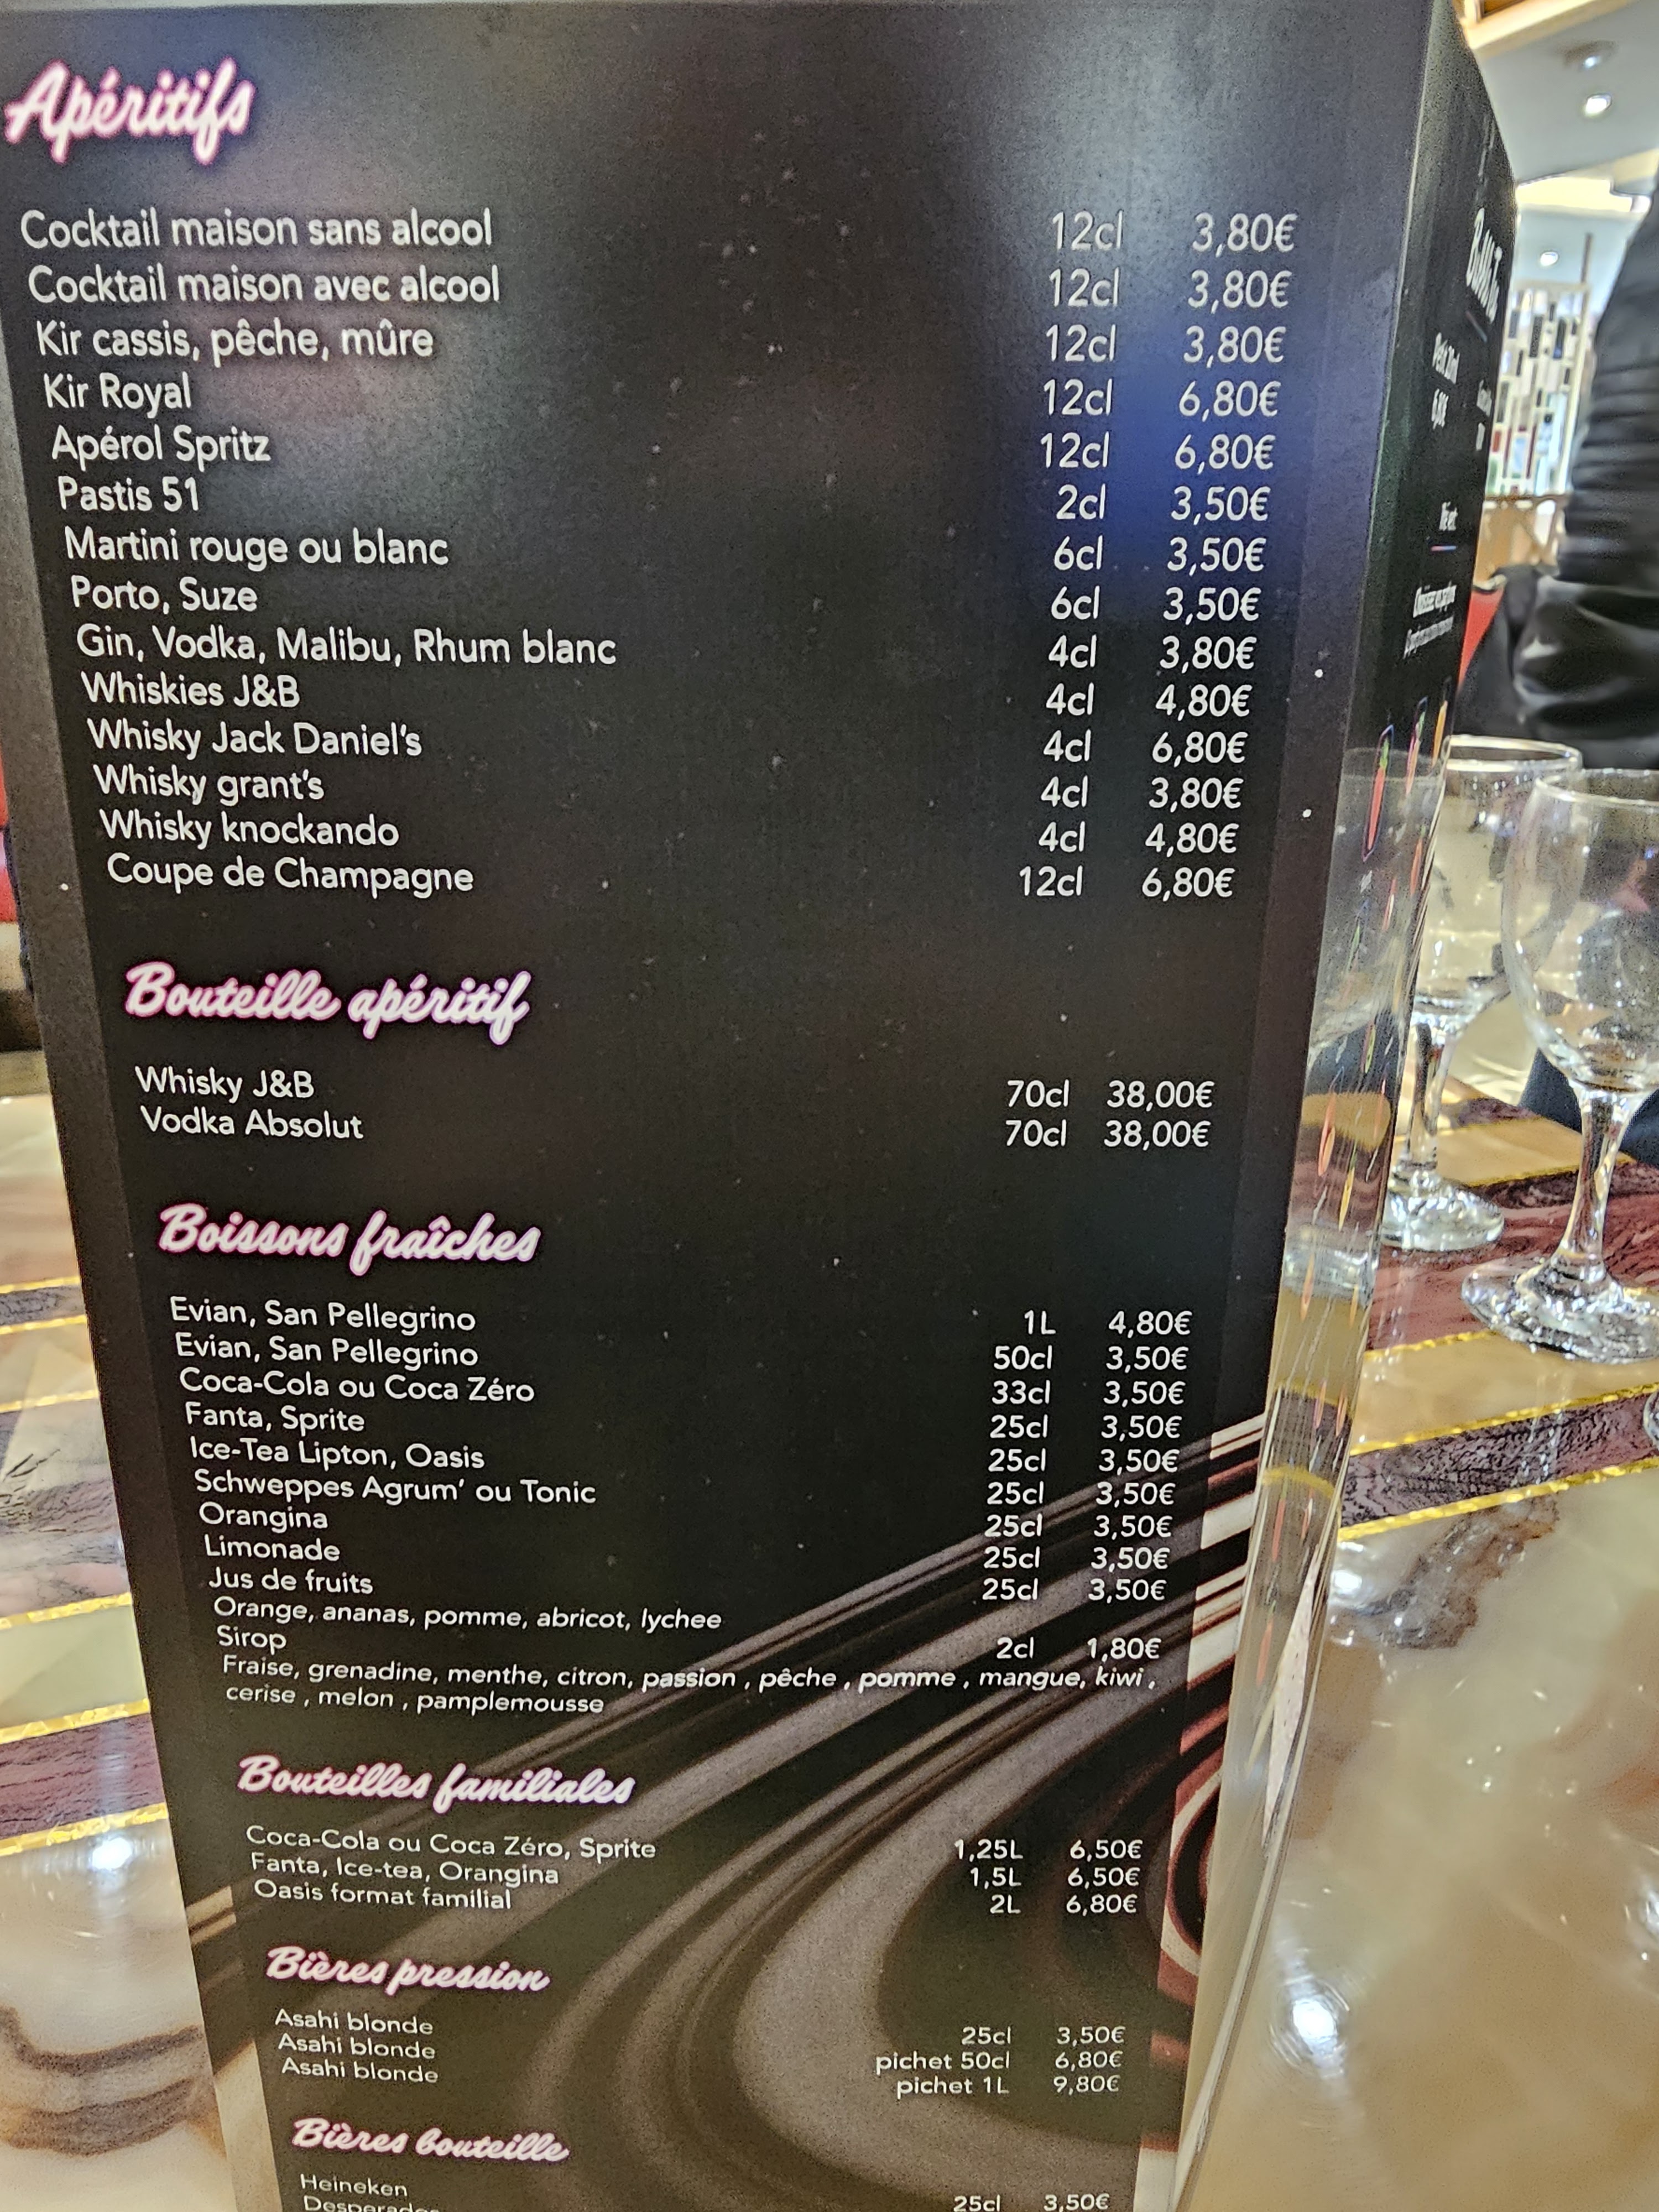 Apéritifs
Cocktail maison sans alcool 12cl 3,80€
Cocktail maison avec alcool 12cl 3,80€
Kir cassis, pêche, mûre 12cl 3,80€
Kir Royal 12cl 6,80€
Apérol Spritz 12cl 6,80€
Pastis 51 2cl 3,50€
Martini rouge ou blanc 6cl 3,50€
Porto, Suze 6cl 3,50€
Gin, Vodka, Malibu, Rhum blanc 4cl 3,80€
Whiskies J&B 4cl 4,80€
Whisky Jack Daniel's 4cl 6,80€
Whisky grant's 4cl 3,80€
Whisky knockando 4cl 4,80€
Coupe de Champagne 12cl 6,80€
Bouteille apéritif
Whisky J&B 70cl 38,00€
Vodka Absolut 70cl 38,00€
Boissons fraîches
Evian, San Pellegrino 1L 4,80€
Evian, San Pellegrino 50cl 3,50€
Coca-Cola ou Coca Zéro 33cl 3,50€
Fanta, Sprite 25cl 3,50€
Ice-Tea Lipton, Oasis 25cl 3,50€
Schweppes Agrum' ou Tonic 25cl 3,50€
Orangina 25cl 3,50€
Limonade 25cl 3,50€
Jus de fruits 25cl 3,50€
Orange, ananas, pomme, abricot, lychee
Sirop 2cl 1,80€
Fraise, grenadine, menthe, citron, passion , pêche , pomme , mangue, kiwi ,
cerise , melon , pamplemousse
Bouteilles familiales
Coca-Cola ou Coca Zéro, Sprite 1,25L 6,50€
Fanta, Ice-tea, Orangina 1,5L 6,50€
Oasis format familial 2L 6,80€
Bières pression
Asahi blonde 25cl 3,50€
Asahi blonde pichet 50cl 6,80€
Asahi blonde pichet 1L 9,80€
Bières bouteille
Heineken 25cl 3,50€